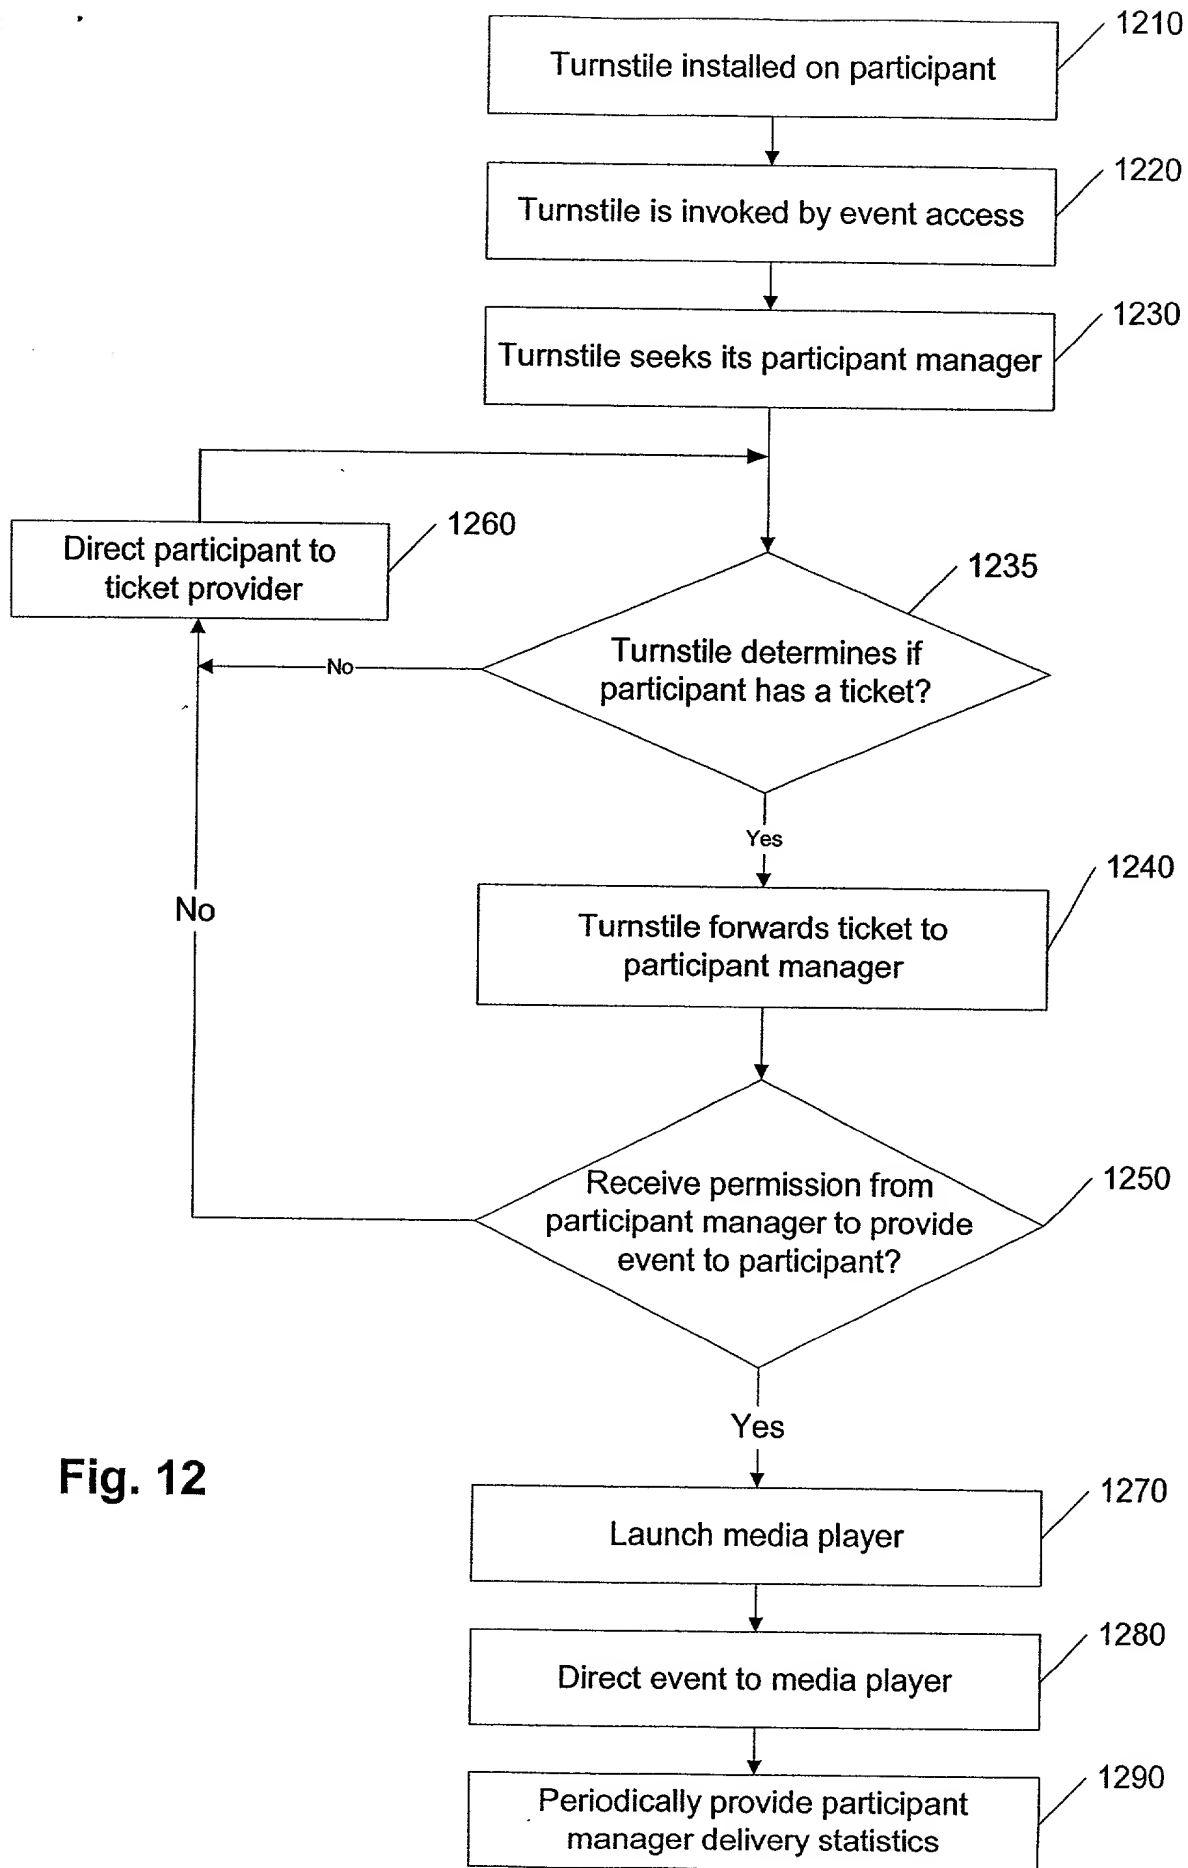 1210
Turnstile installed on participant
1220
Turnstile is invoked by event access
1230
Turnstile seeks its participant manager
1260
Direct participant to
ticket provider
1235
Turnstile determines if
participant has a ticket?
No
Yes
1240
Turnstile forwards ticket to
participant manager
No
1250
Receive permission from
participant manager to provide
event to participant?
Yes
Fig. 12
1270
Launch media player
1280
Direct event to media player
1290
Periodically provide participant
manager delivery statistics